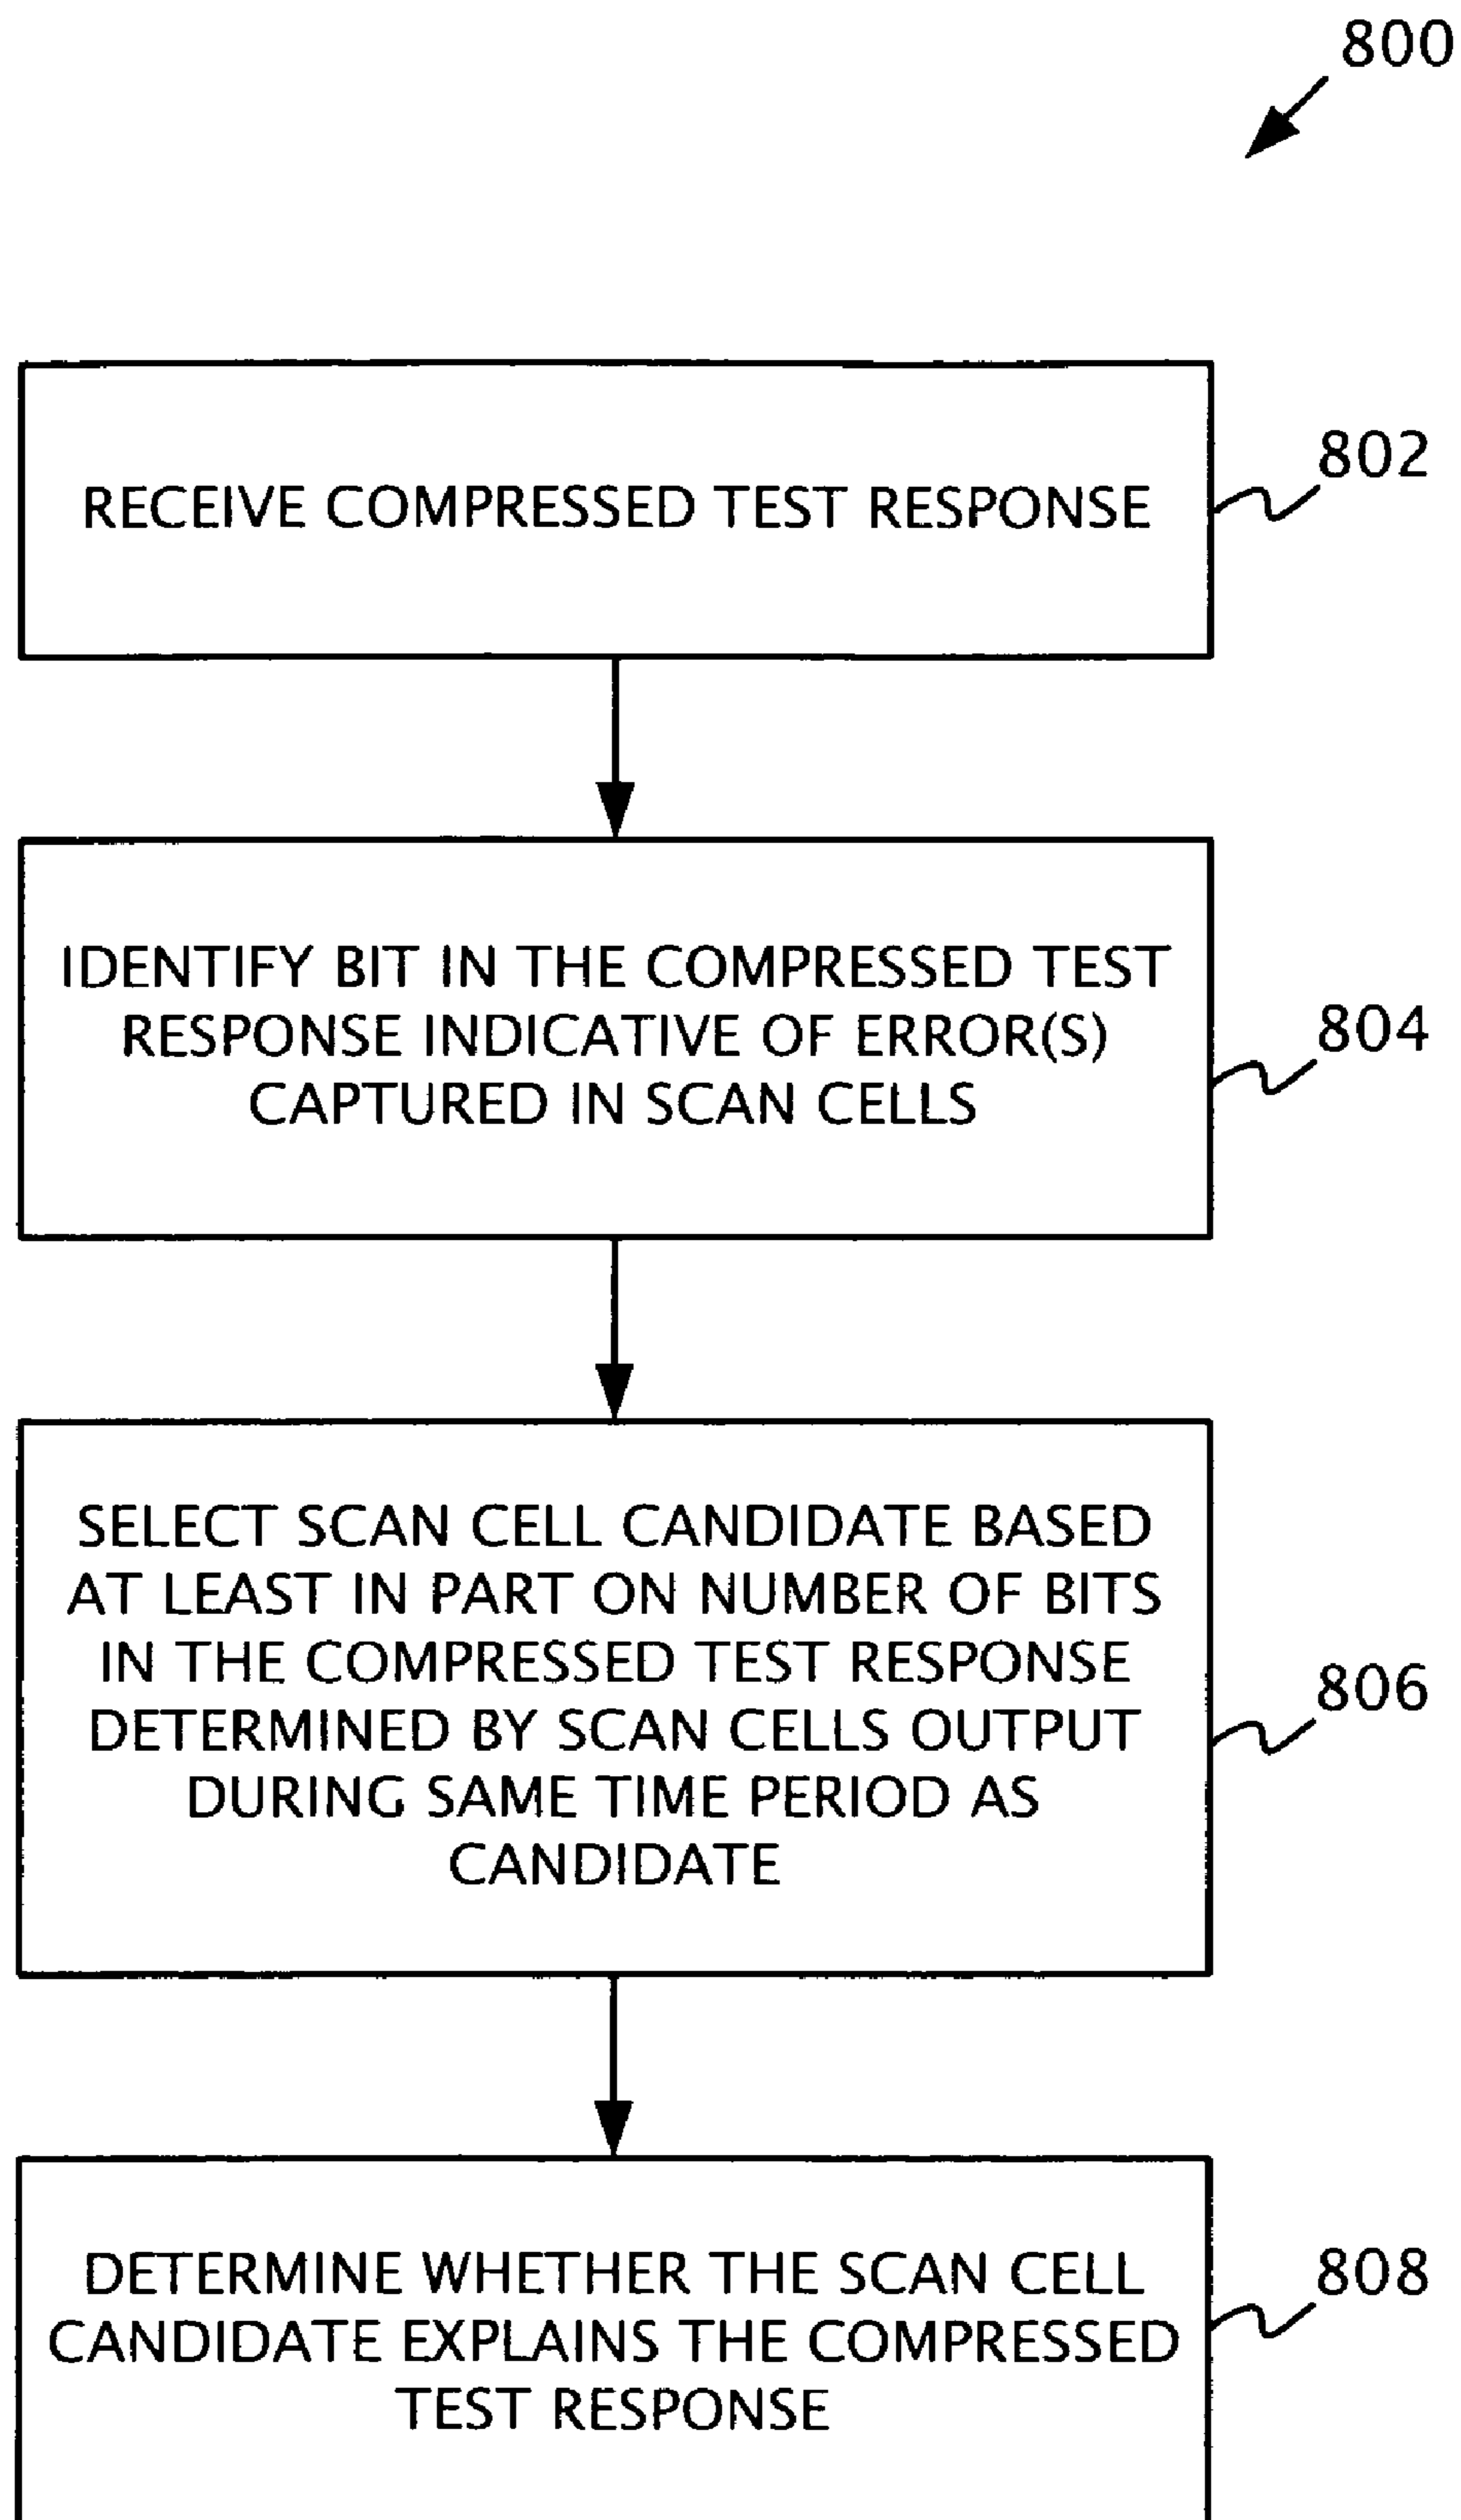 800
RECEIVE COMPRESSED TEST RESPONSE
802
IDENTIFY BIT IN THE COMPRESSED TEST
RESPONSE INDICATIVE OF ERROR(S)
CAPTURED IN SCAN CELLS
804
SELECT SCAN CELL CANDIDATE BASED
AT LEAST IN PART ON NUMBER OF BITS
IN THE COMPRESSED TEST RESPONSE
DETERMINED BY SCAN CELLS OUTPUT
DURING SAME TIME PERIOD AS
CANDIDATE
806
DETERMINE WHETHER THE SCAN CELL
CANDIDATE EXPLAINS THE COMPRESSED
TEST RESPONSE
808